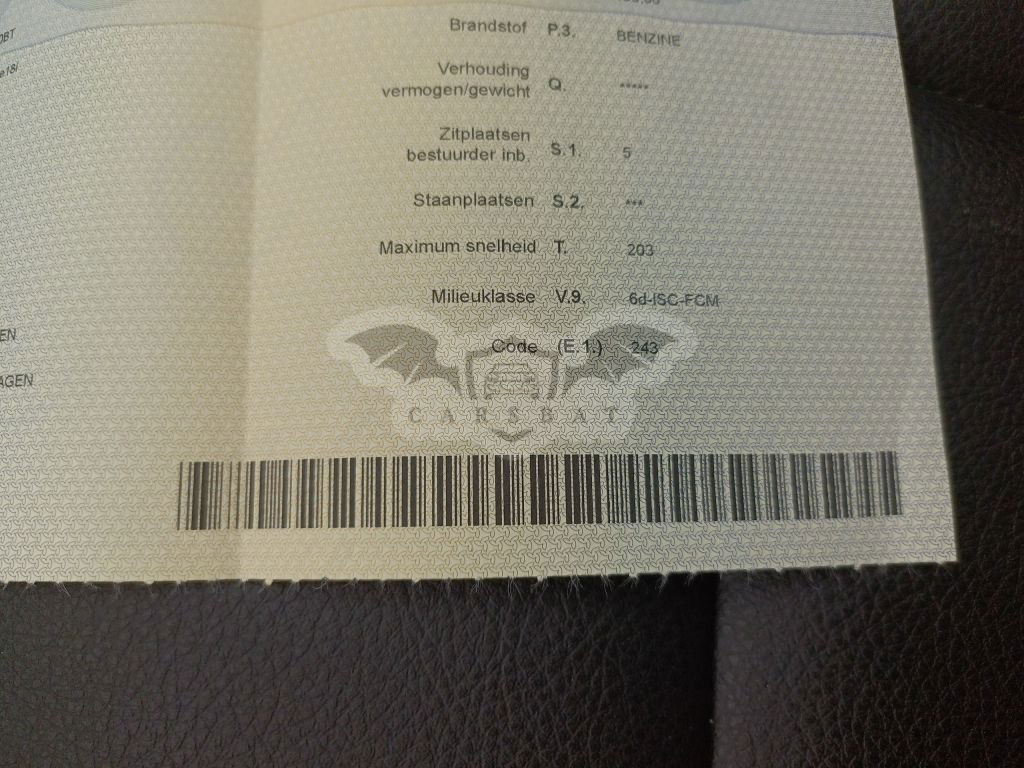 Brandstof P.3. BENZINE
Verhouding
vermogen/gewicht Q. *****
Zitplaatsen
bestuurder inb. S.1. 5
Staanplaatsen S.2. ***
Maximum snelheid T. 203
Milieuklasse V.9. 6d-ISC-FCM
Code (E.1.) 243
CARSBAT